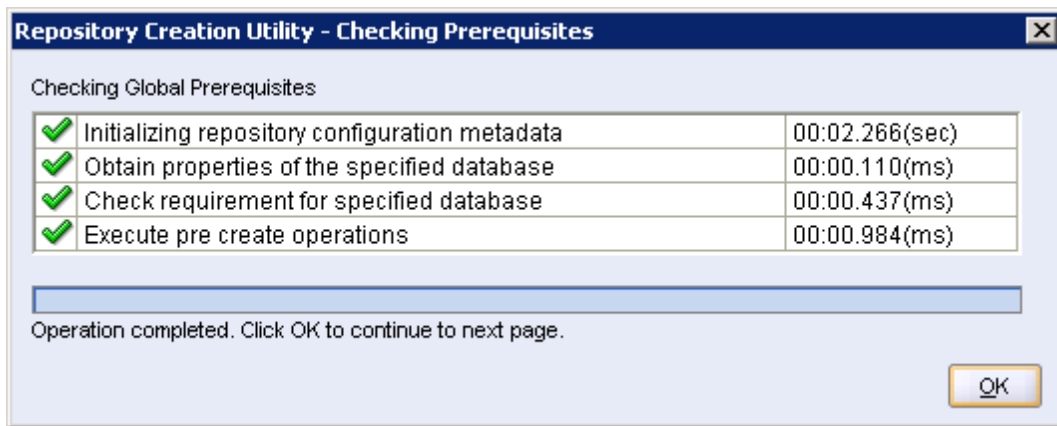 Repository Creation Utility - Checking Prerequisites
Checking Global Prerequisites
Initializing repository configuration metadata 00:02.266(sec)
Obtain properties of the specified database 00:00.110(ms)
Check requirement for specified database 00:00.437(ms)
Execute pre create operations 00:00.984(ms)
Operation completed. Click OK to continue to next page.
OK